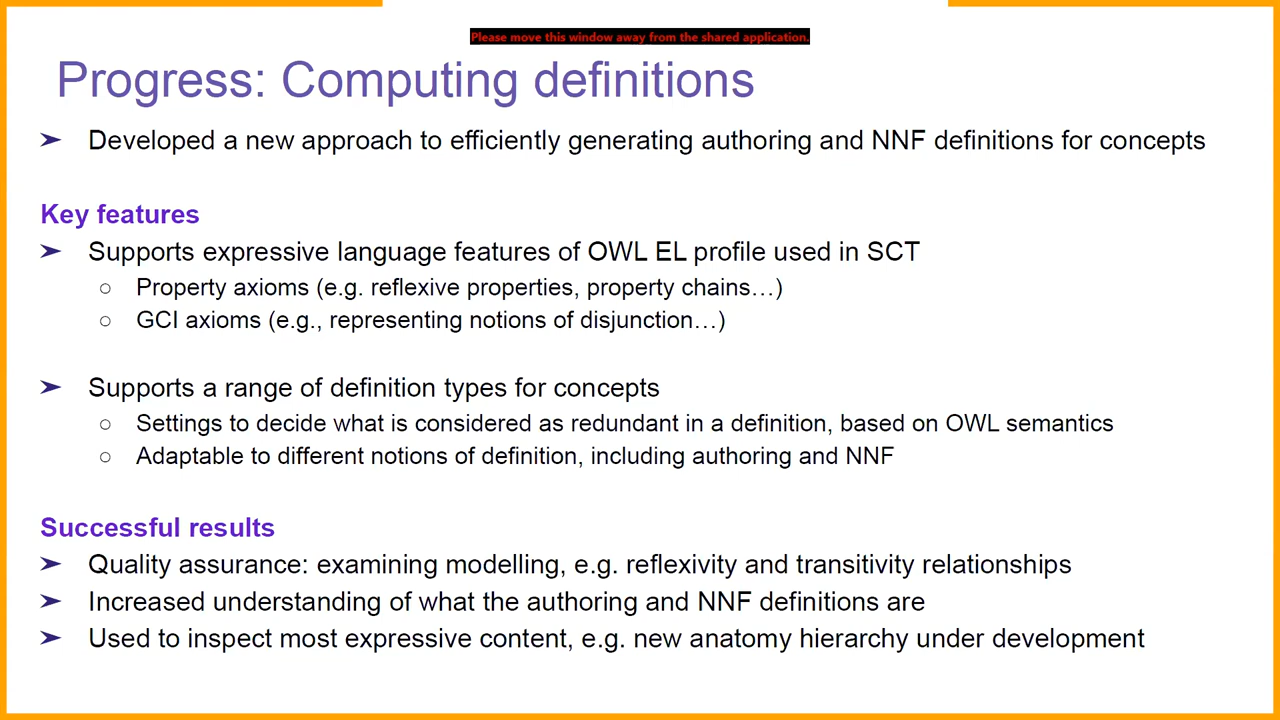 Please move this window away from the shared application.
Progress: Computing definitions
➤ Developed a new approach to efficiently generating authoring and NNF definitions for concepts
Key features
➤ Supports expressive language features of OWL EL profile used in SCT
○ Property axioms (e.g. reflexive properties, property chains…)
○ GCI axioms (e.g., representing notions of disjunction…)
➤ Supports a range of definition types for concepts
○ Settings to decide what is considered as redundant in a definition, based on OWL semantics
○ Adaptable to different notions of definition, including authoring and NNF
Successful results
➤ Quality assurance: examining modelling, e.g. reflexivity and transitivity relationships
➤ Increased understanding of what the authoring and NNF definitions are
➤ Used to inspect most expressive content, e.g. new anatomy hierarchy under development